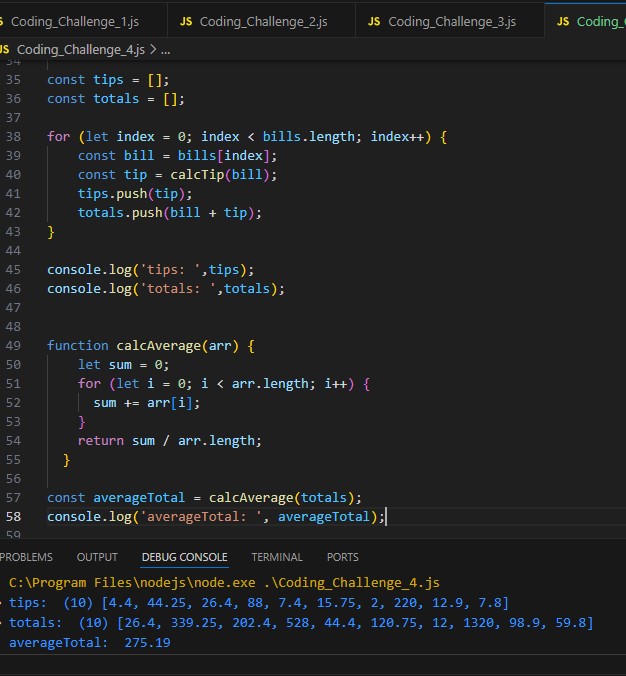 JS Coding_Challenge_1.js JS Coding_Challenge_2.js JS Coding_Challenge_3.js JS
JS Coding_Challenge_4.js > ...
34
35 const tips = [];
36 const totals = [];
37
38 for (let index = 0; index < bills.length; index++) {
39 const bill = bills[index];
40 const tip = calcTip(bill);
41 tips.push(tip);
42 totals.push(bill + tip);
43 }
44
45 console.log('tips: ',tips);
46 console.log('totals: ',totals);
47
48
49 function calcAverage(arr) {
50 let sum = 0;
51 for (let i = 0; i < arr.length; i++) {
52 sum += arr[i];
53 }
54 return sum / arr.length;
55 }
56
57 const averageTotal = calcAverage(totals);
58 console.log('averageTotal: ', averageTotal);
59
PROBLEMS OUTPUT DEBUG CONSOLE TERMINAL PORTS
C:\Program Files\nodejs\node.exe .\Coding_Challenge_4.js
tips: (10) [4.4, 44.25, 26.4, 88, 7.4, 15.75, 2, 220, 12.9, 7.8]
totals: (10) [26.4, 339.25, 202.4, 528, 44.4, 120.75, 12, 1320, 98.9, 59.8]
averageTotal: 275.19